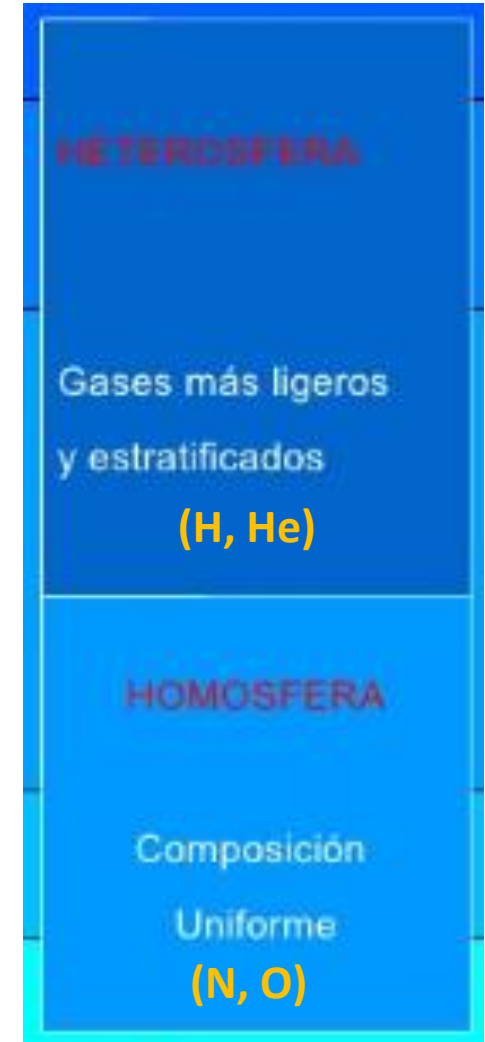 HETEROSFERA
Gases más ligeros
y estratificados
(H, He)
HOMOSFERA
Composición
Uniforme
(N, O)